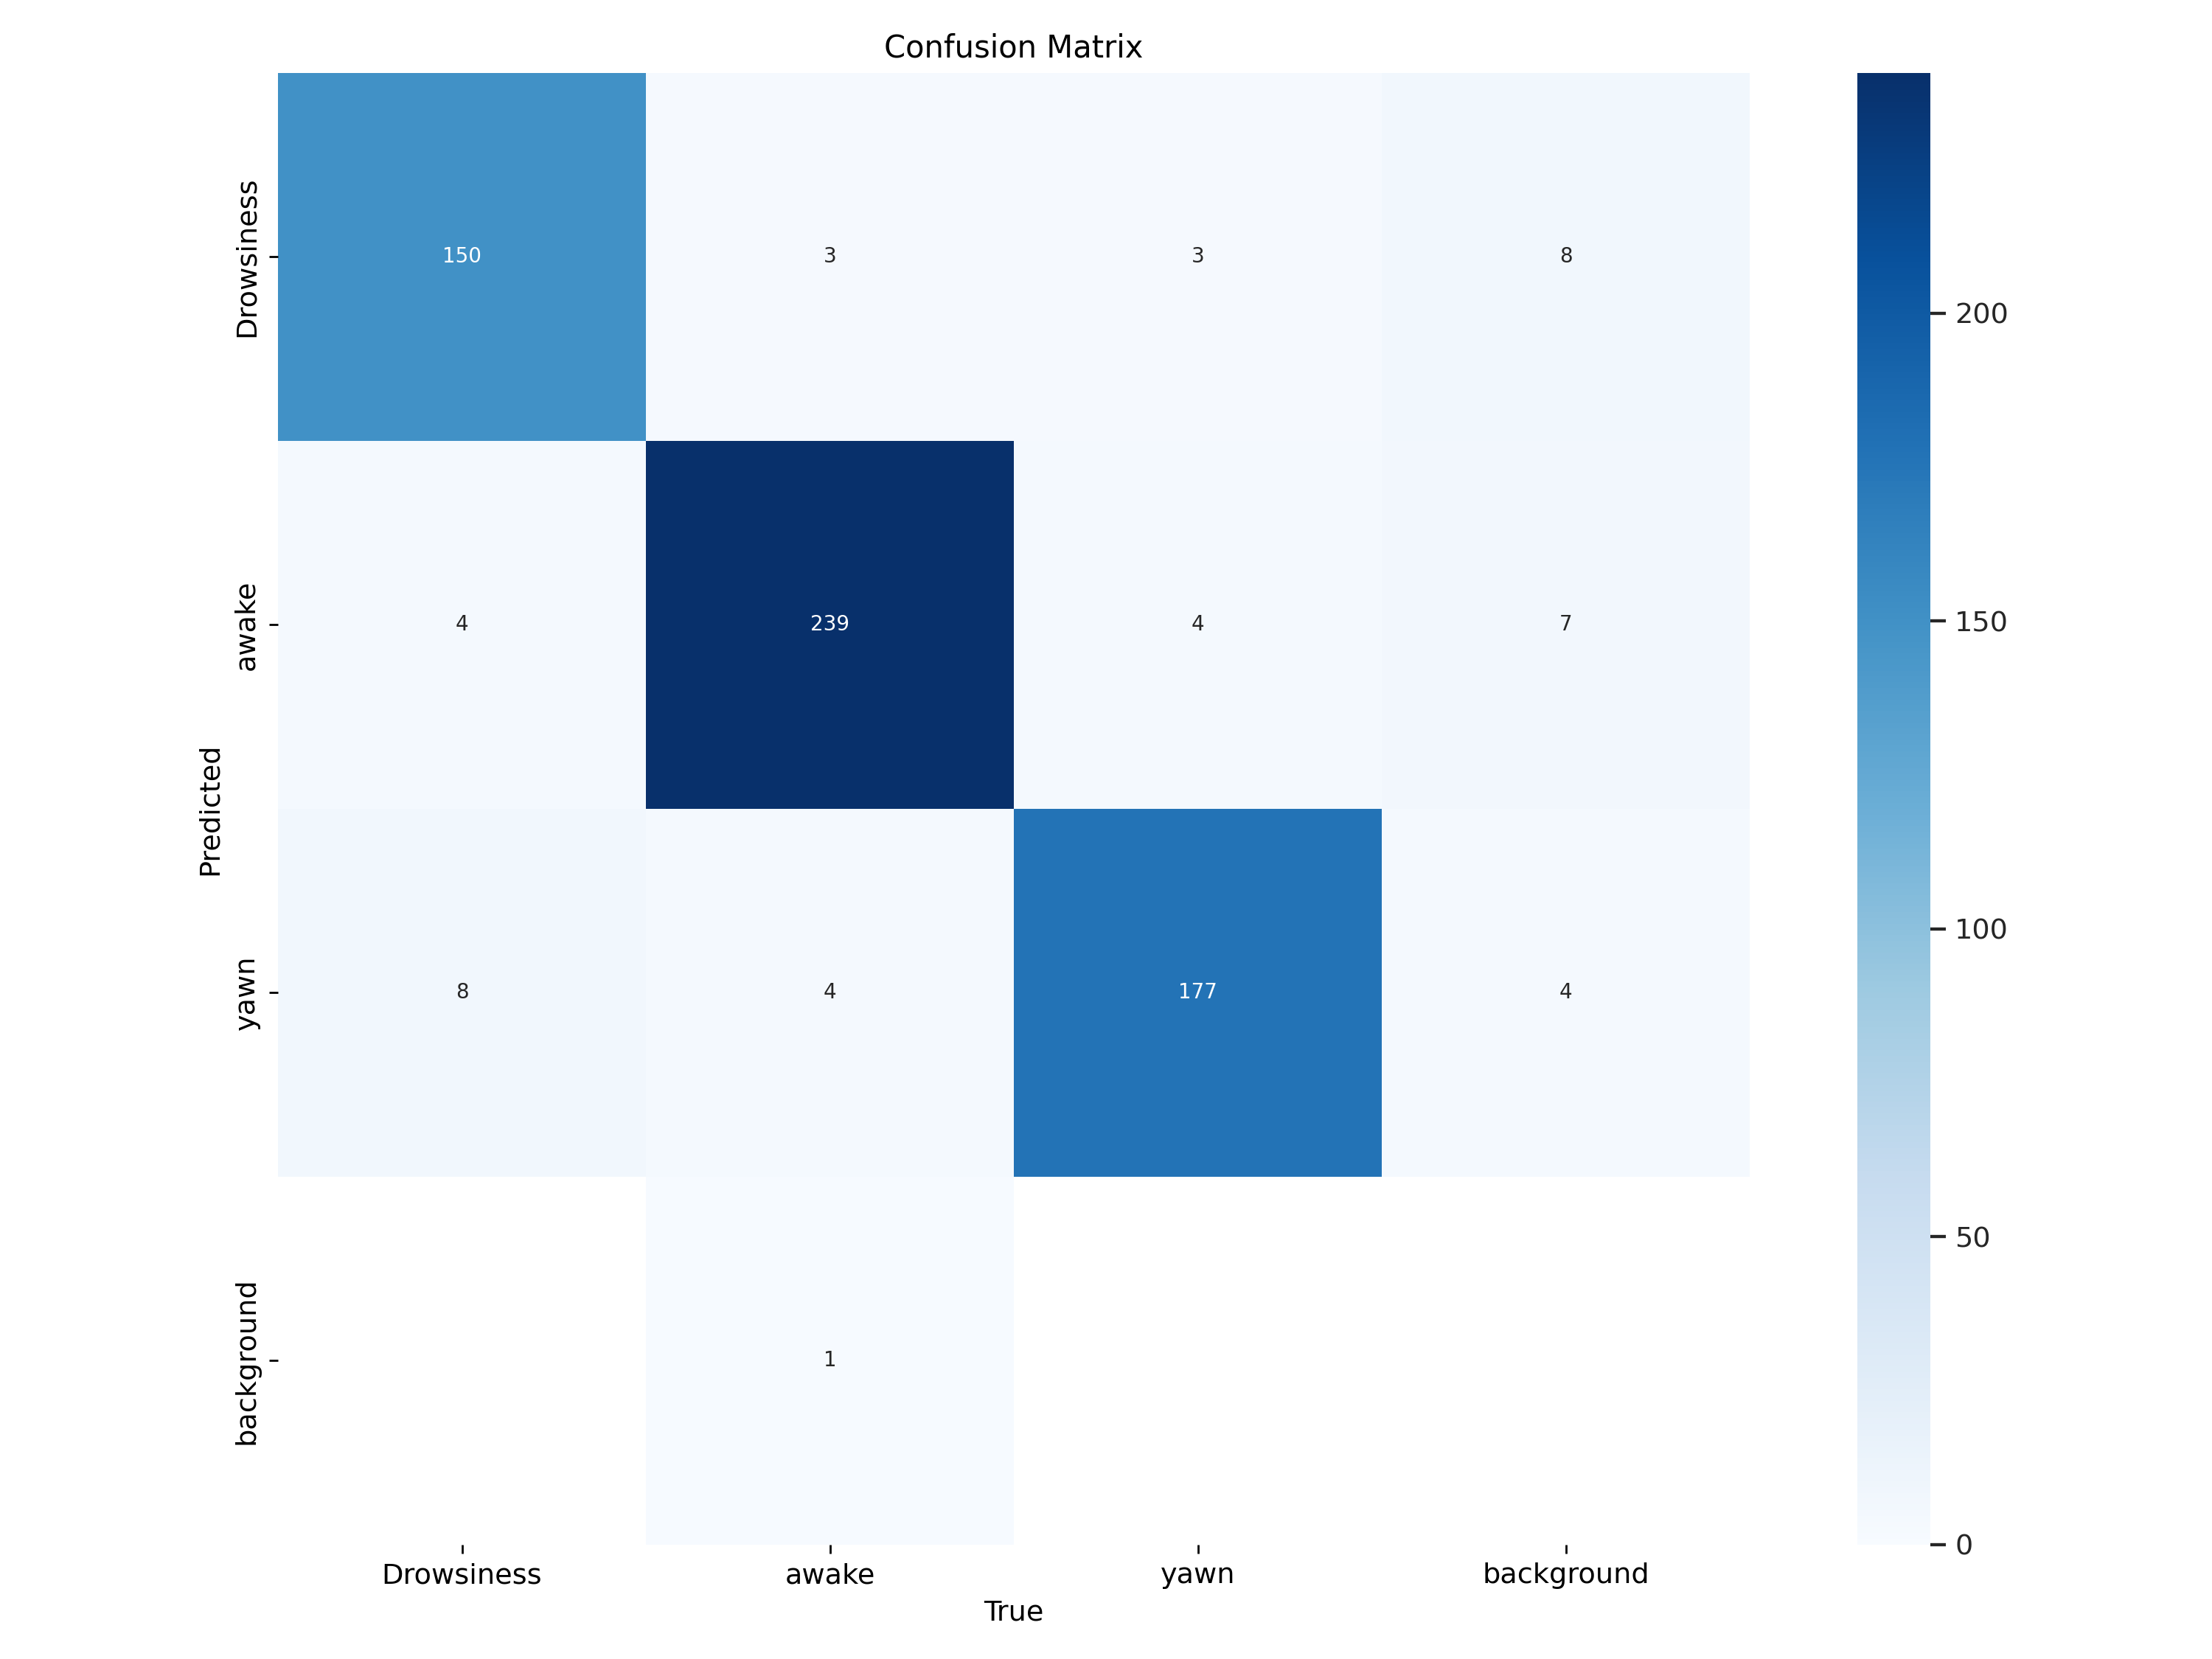 Confusion Matrix
Drowsiness
150 3 3 8
awake
4 239 4 7
yawn
8 4 177 4
background
1
Predicted
Drowsiness awake yawn background
True
200
150
100
50
0